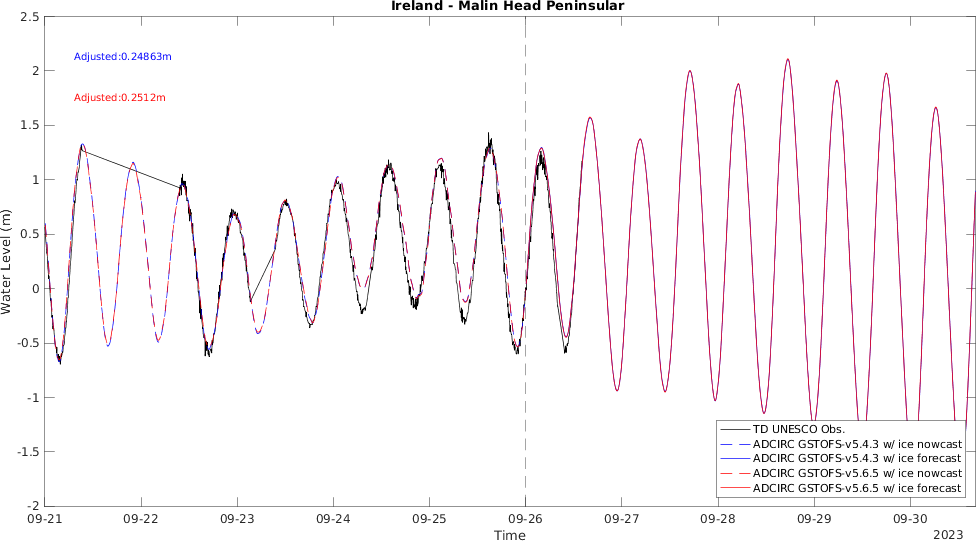 Ireland - Malin Head Peninsular
2.5
2
1.5
1
0.5
0
-0.5
-1
-1.5
-2
Water Level (m)
Adjusted:0.24863m
Adjusted:0.2512m
TD UNESCO Obs.
ADCIRC GSTOFS-v5.4.3 w/ ice nowcast
ADCIRC GSTOFS-v5.4.3 w/ ice forecast
ADCIRC GSTOFS-v5.6.5 w/ ice nowcast
ADCIRC GSTOFS-v5.6.5 w/ ice forecast
09-21 09-22 09-23 09-24 09-25 09-26 09-27 09-28 09-29 09-30
Time
2023